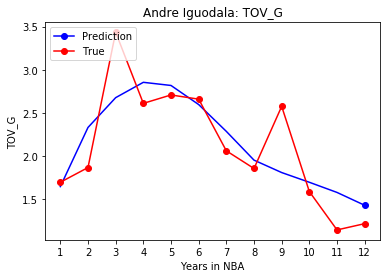 Andre Iguodala: TOV_G
Prediction
True
TOV_G
3.5
3.0
2.5
2.0
1.5
1 2 3 4 5 6 7 8 9 10 11 12
Years in NBA